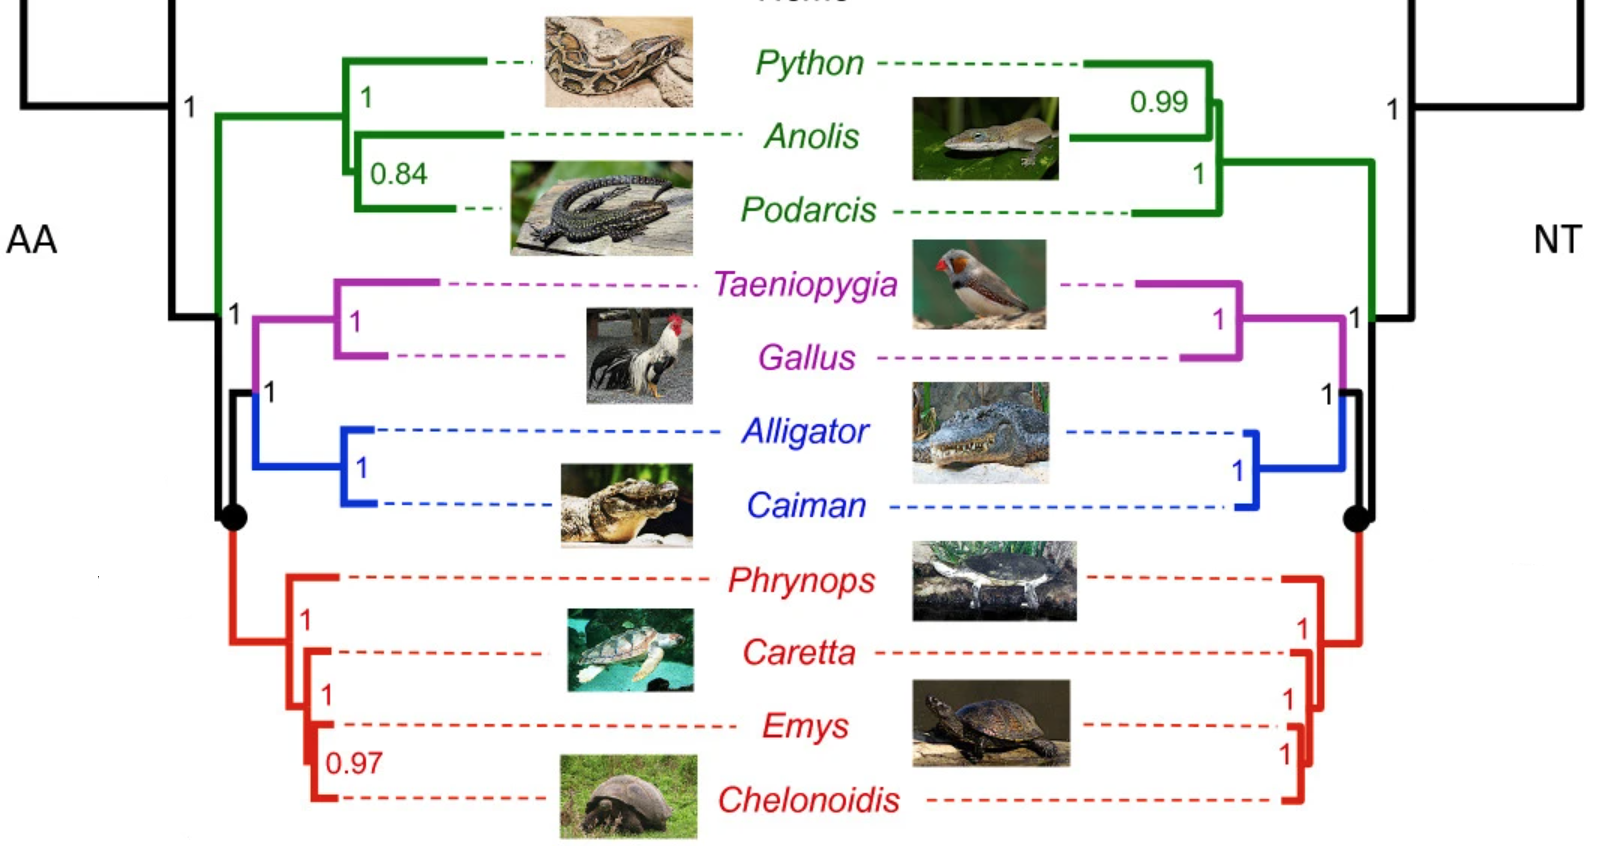 Python
1
0.99
1
1
Anolis
0.84
1
Podarcis
AA
NT
Taeniopygia
1
1
1
1
Gallus
1
1
Alligator
1
1
Caiman
Phrynops
1
1
Caretta
1
1
Emys
0.97
1
Chelonoidis